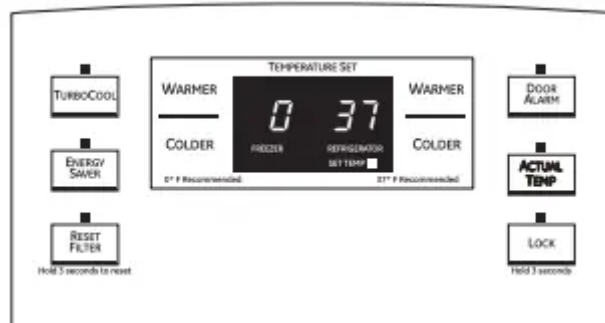 TEMPERATURE SET
TURBOCOOL
WARMER
0 37
WARMER
DOOR
ALARM
FREEZER REFRIGERATOR
SET TEMP
ENERGY
SAVER
COLDER
COLDER
ACTUAL
TEMP
0° F Recommended
37° F Recommended
RESET
FILTER
LOCK
Hold 3 seconds to reset
Hold 3 seconds